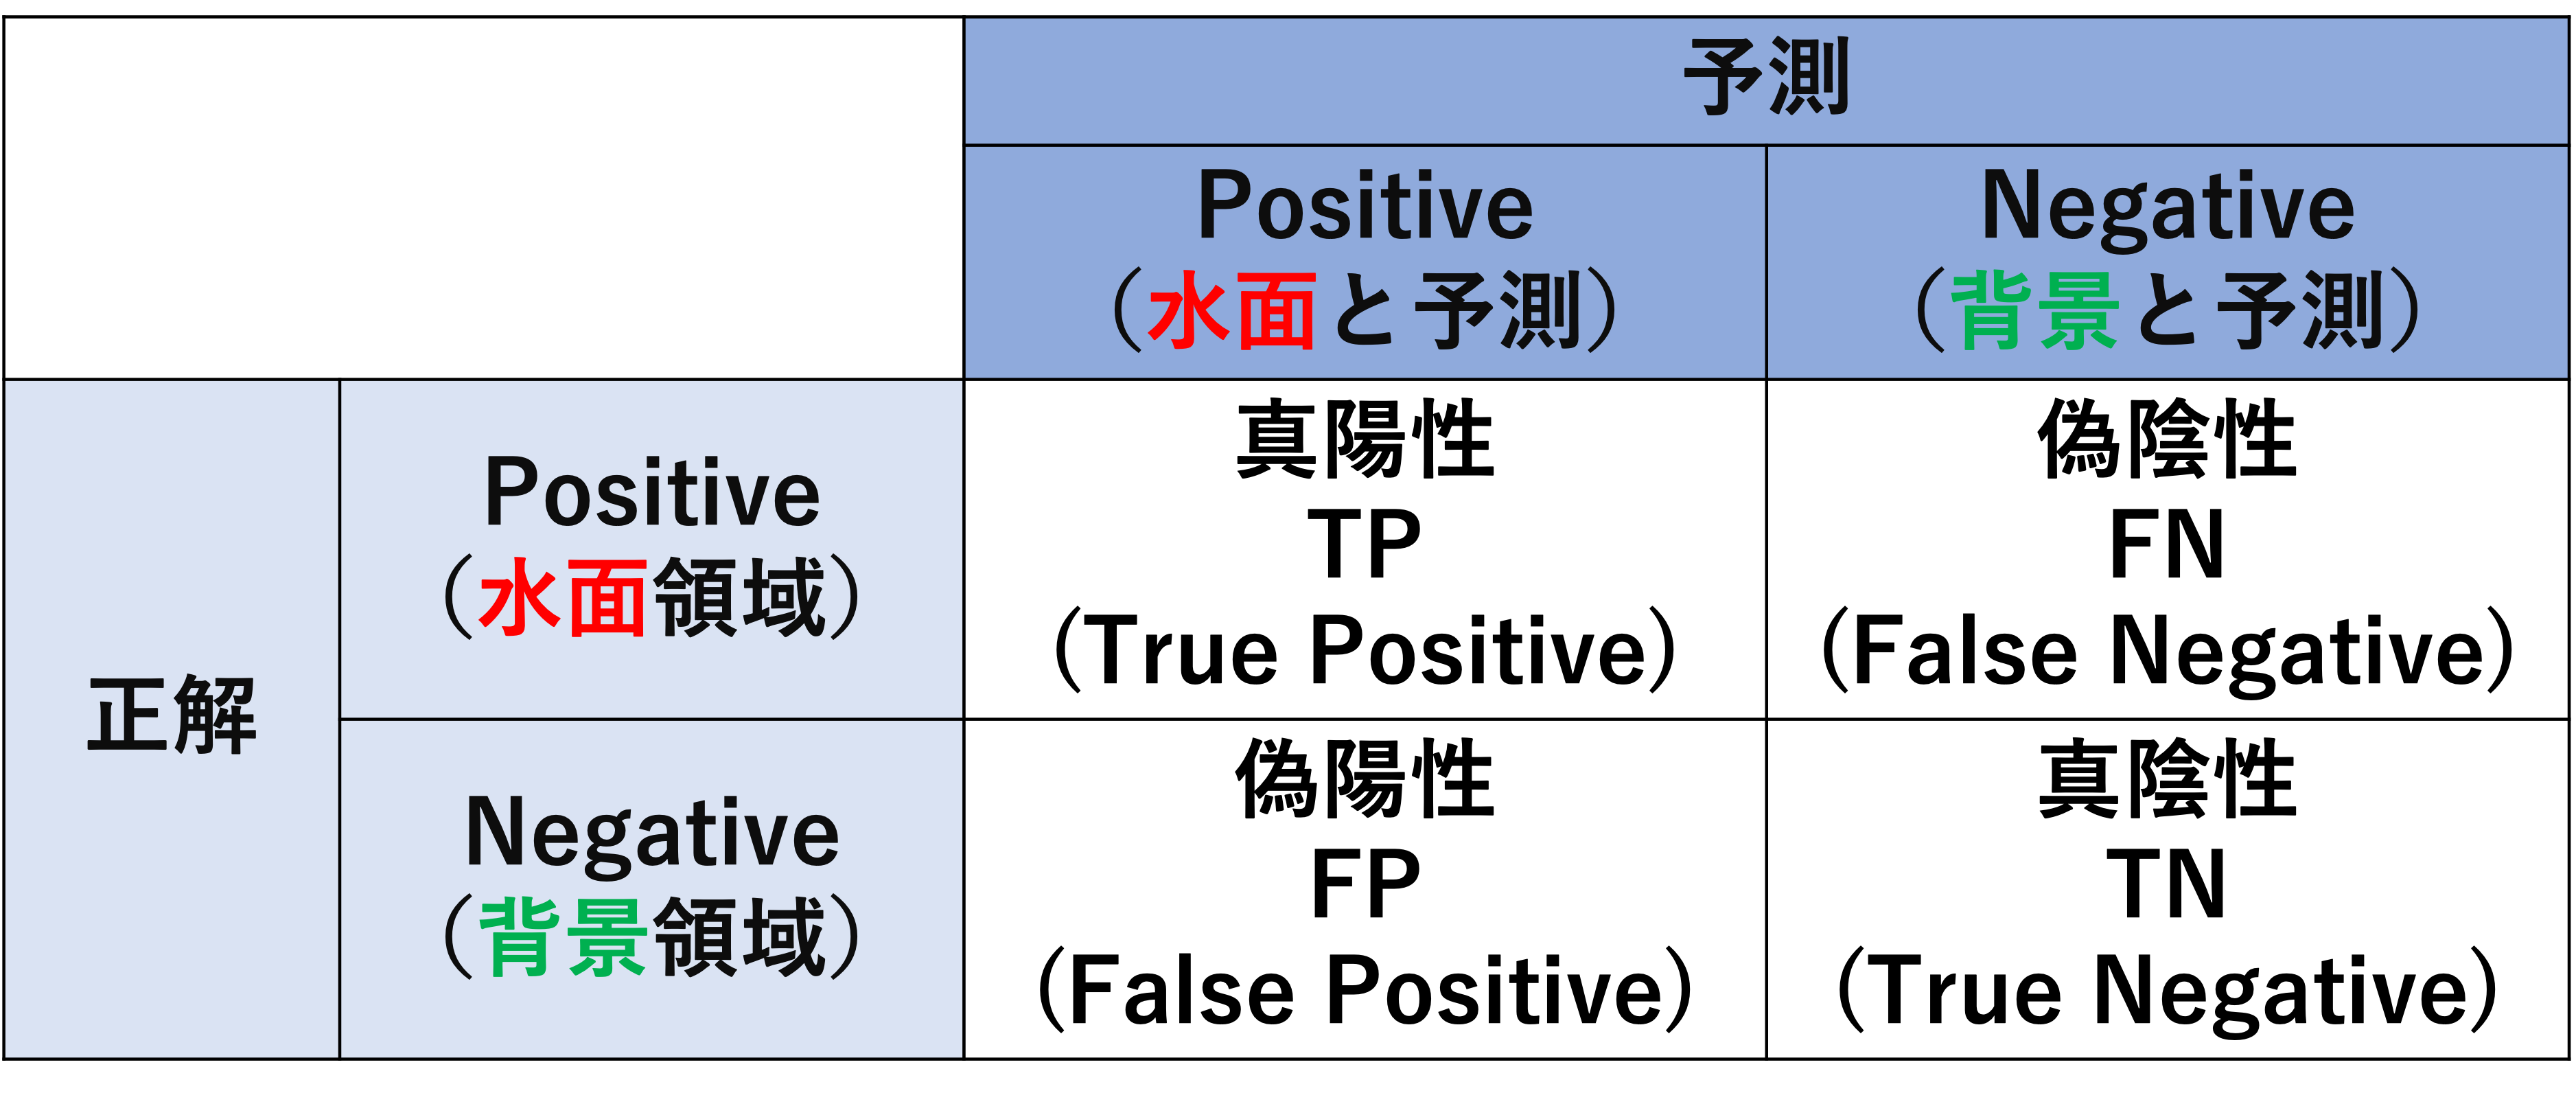 予測
Positive
（水面と予測）
Negative
（背景と予測）
正解
Positive
（水面領域）
真陽性
TP
（True Positive）
偽陰性
FN
（False Negative）
Negative
（背景領域）
偽陽性
FP
（False Positive）
真陰性
TN
（True Negative）